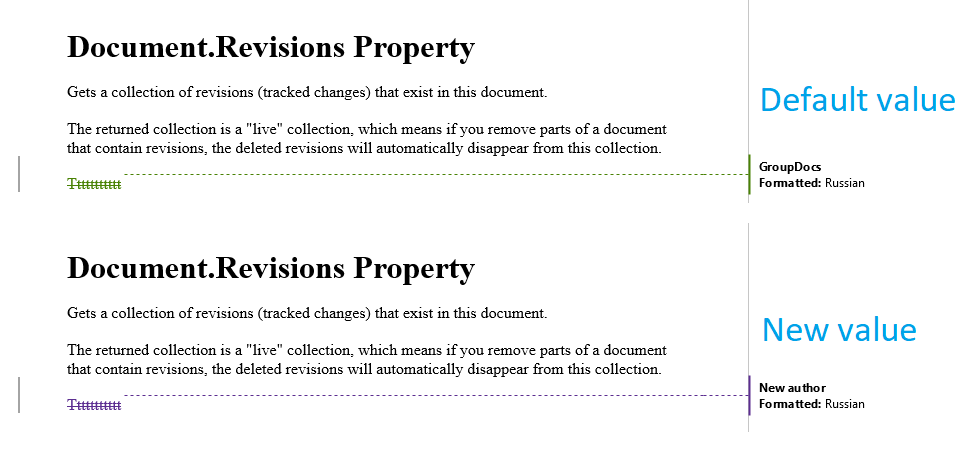 Document.Revisions Property
Gets a collection of revisions (tracked changes) that exist in this document.
Default value
The returned collection is a "live" collection, which means if you remove parts of a document
that contain revisions, the deleted revisions will automatically disappear from this collection.
GroupDocs
Formatted: Russian
Tttttttttttt
Document.Revisions Property
Gets a collection of revisions (tracked changes) that exist in this document.
New value
The returned collection is a "live" collection, which means if you remove parts of a document
that contain revisions, the deleted revisions will automatically disappear from this collection.
New author
Formatted: Russian
Tttttttttttt